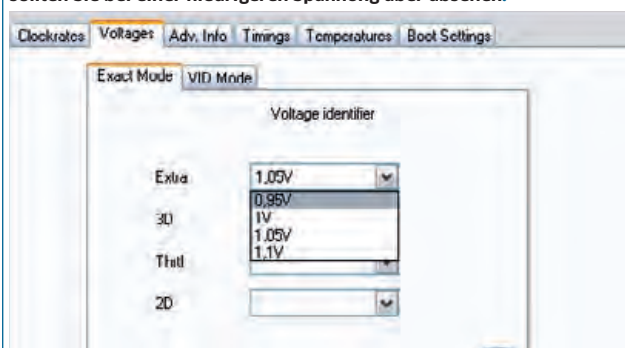 sollten Sie bei einer niedrigeren Spannung aber absehen.
Clockrates Voltages Adv. Info Timings Temperatures Boot Settings
Exact Mode VID Mode
Voltage identifier
Extra 1,05V
0,95V
3D 1V
1,05V
Thrtl 1,1V
2D